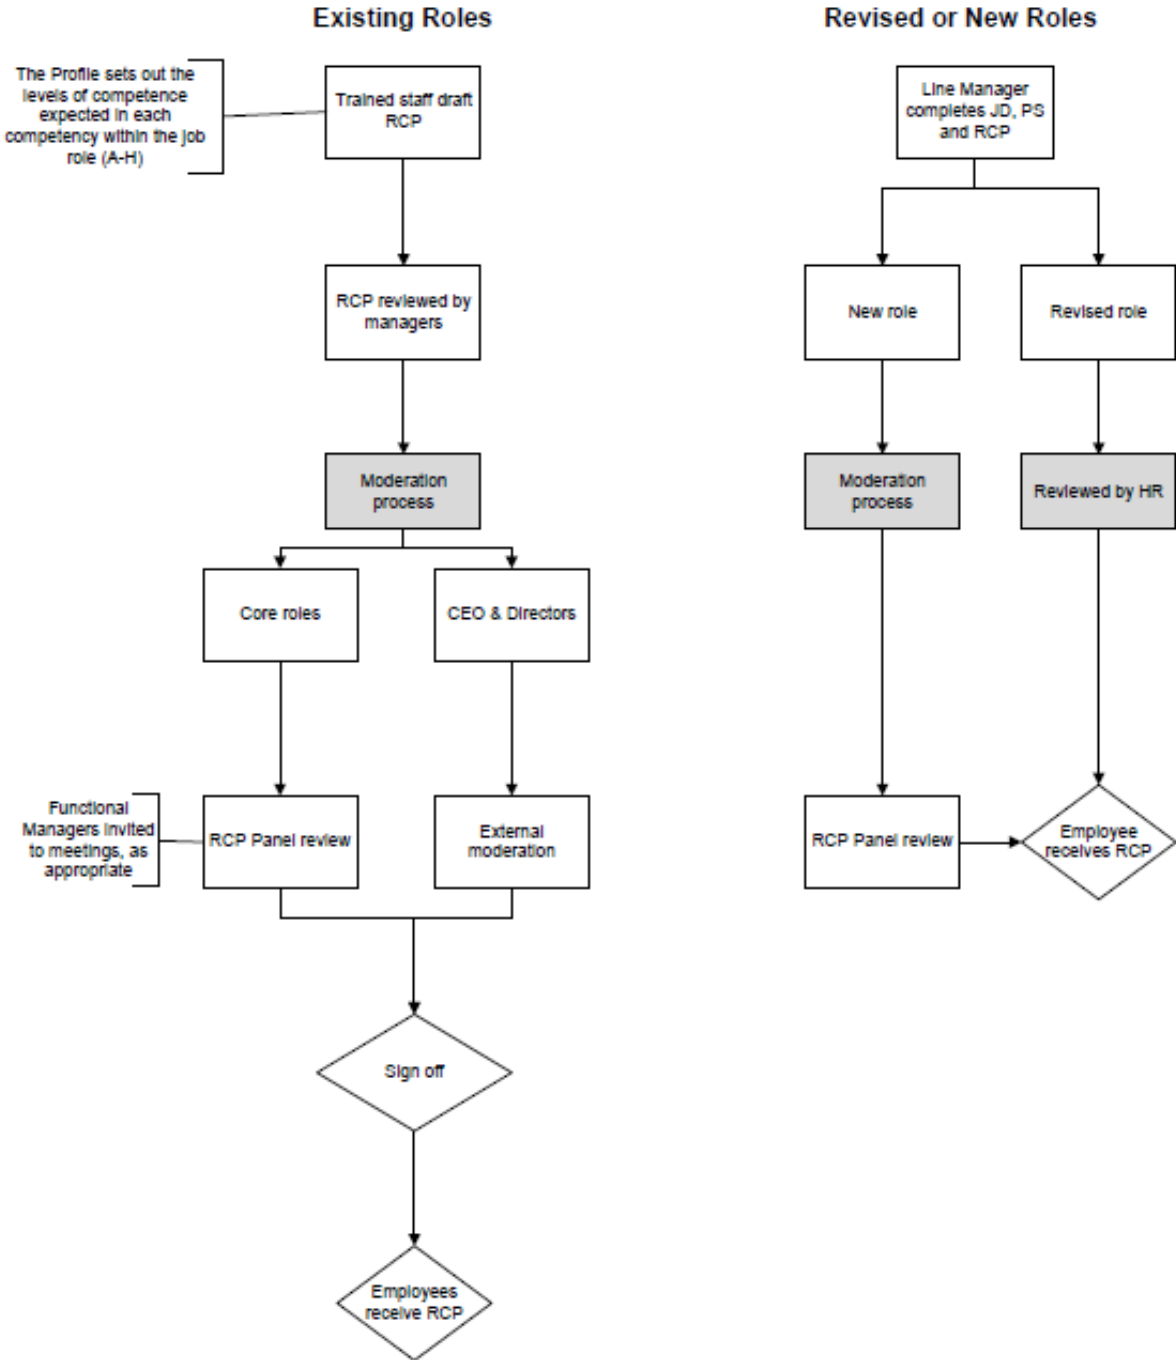 Existing Roles
The Profile sets out the
levels of competence
expected in each
competency within the job
role (A-H)
Trained staff draft
RCP
RCP reviewed by
managers
Moderation
process
Core roles
CEO & Directors
Functional
Managers invited
to meetings, as
appropriate
RCP Panel review
External
moderation
Sign off
Employees
receive RCP
Revised or New Roles
Line Manager
completes JD, PS
and RCP
New role
Revised role
Moderation
process
Reviewed by HR
RCP Panel review
Employee
receives RCP